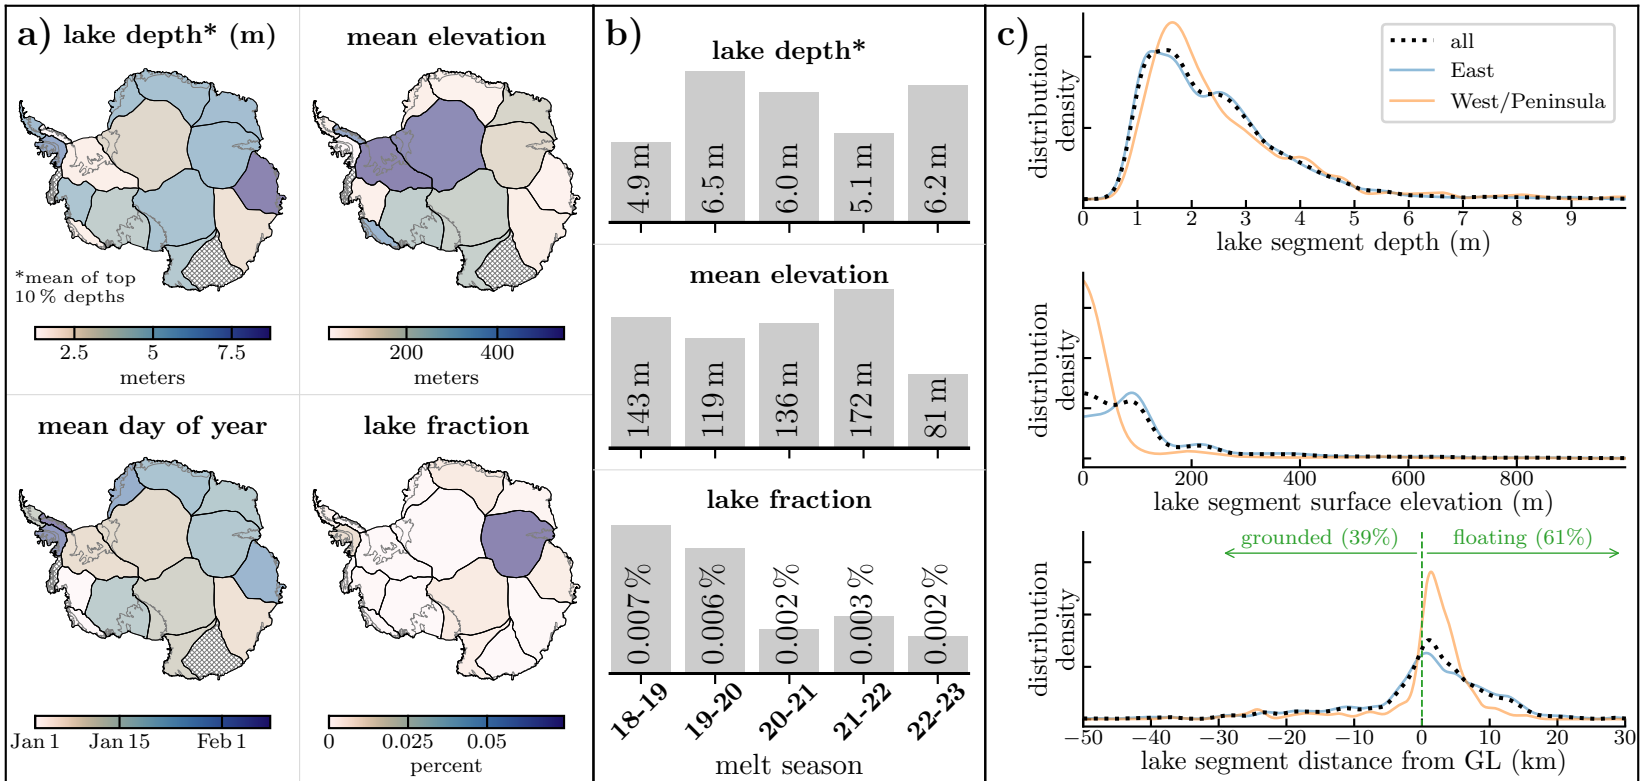 a)
lake depth* (m)
mean elevation
*mean of top
10 % depths
2.5 5 7.5
meters
200 400
meters
mean day of year
lake fraction
Jan 1 Jan 15 Feb 1
0 0.025 0.05
percent
b)
lake depth*
4.9 m 6.5 m 6.0 m 5.1 m 6.2 m
mean elevation
143 m 119 m 136 m 172 m 81 m
lake fraction
0.007 % 0.006 % 0.002 % 0.003 % 0.002 %
18-19 19-20 20-21 21-22 22-23
melt season
c)
distribution
density
all
East
West/Peninsula
0 1 2 3 4 5 6 7 8 9
lake segment depth (m)
distribution
density
0 200 400 600 800
lake segment surface elevation (m)
distribution
density
grounded (39%) floating (61%)
−50 −40 −30 −20 −10 0 10 20 30
lake segment distance from GL (km)